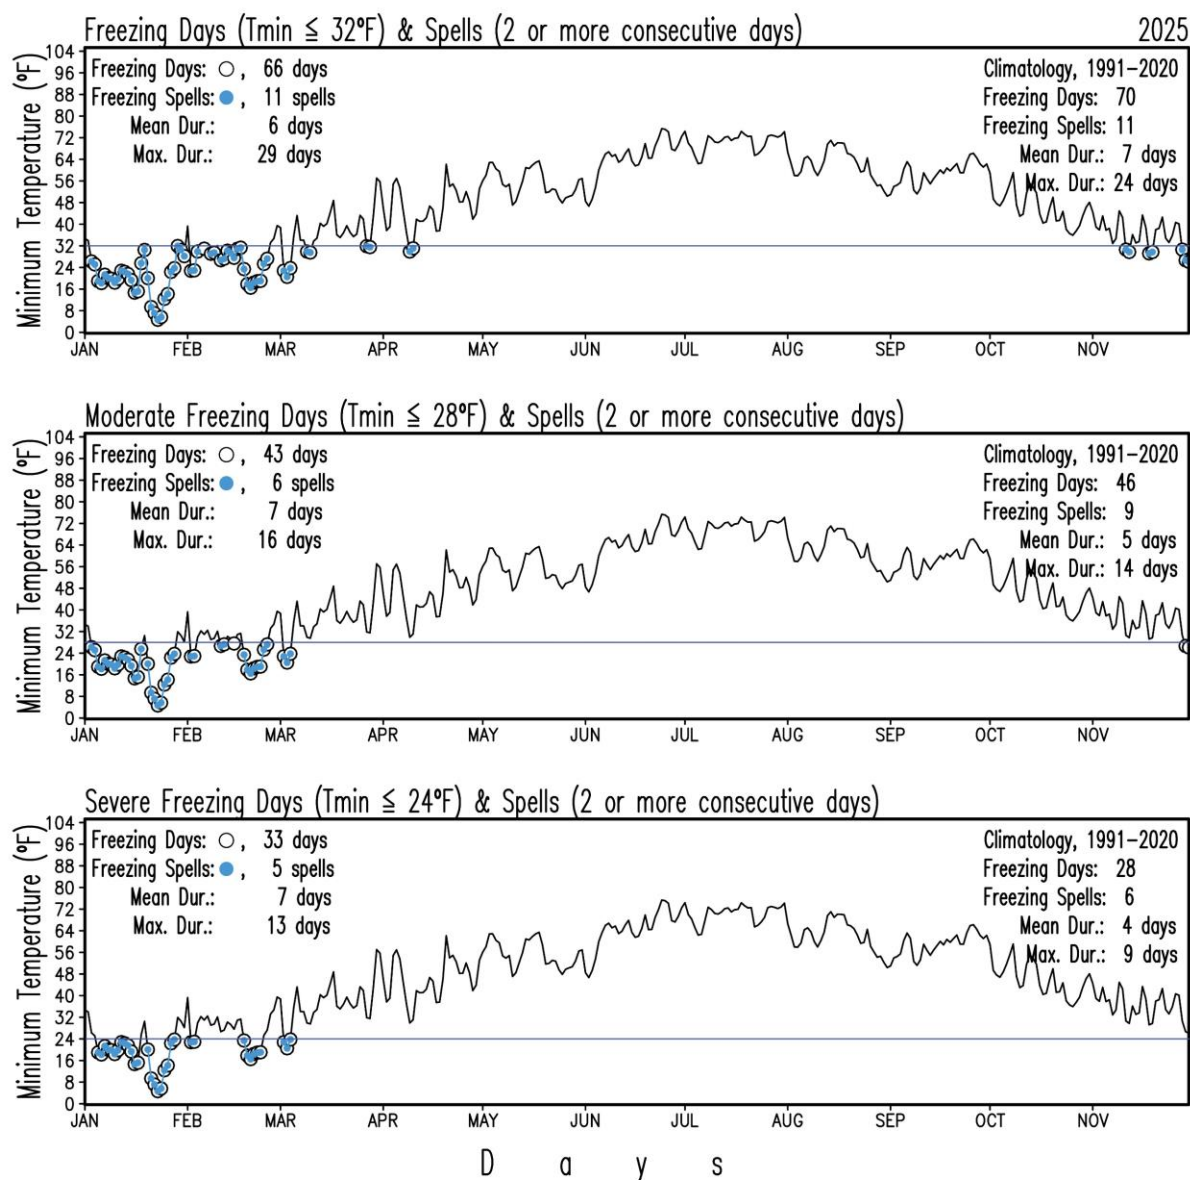 Freezing Days (Tmin ≦ 32°F) & Spells (2 or more consecutive days) 2025
Minimum Temperature (°F)
104
96
88
80
72
64
56
48
40
32
24
16
8
0
Freezing Days: ○ , 66 days
Freezing Spells: ● , 11 spells
Mean Dur.: 6 days
Max. Dur.: 29 days
Climatology, 1991–2020
Freezing Days: 70
Freezing Spells: 11
Mean Dur.: 7 days
Max. Dur.: 24 days
JAN FEB MAR APR MAY JUN JUL AUG SEP OCT NOV
Moderate Freezing Days (Tmin ≦ 28°F) & Spells (2 or more consecutive days)
Minimum Temperature (°F)
104
96
88
80
72
64
56
48
40
32
24
16
8
0
Freezing Days: ○ , 43 days
Freezing Spells: ● , 6 spells
Mean Dur.: 7 days
Max. Dur.: 16 days
Climatology, 1991–2020
Freezing Days: 46
Freezing Spells: 9
Mean Dur.: 5 days
Max. Dur.: 14 days
JAN FEB MAR APR MAY JUN JUL AUG SEP OCT NOV
Severe Freezing Days (Tmin ≦ 24°F) & Spells (2 or more consecutive days)
Minimum Temperature (°F)
104
96
88
80
72
64
56
48
40
32
24
16
8
0
Freezing Days: ○ , 33 days
Freezing Spells: ● , 5 spells
Mean Dur.: 7 days
Max. Dur.: 13 days
Climatology, 1991–2020
Freezing Days: 28
Freezing Spells: 6
Mean Dur.: 4 days
Max. Dur.: 9 days
JAN FEB MAR APR MAY JUN JUL AUG SEP OCT NOV
D a y s